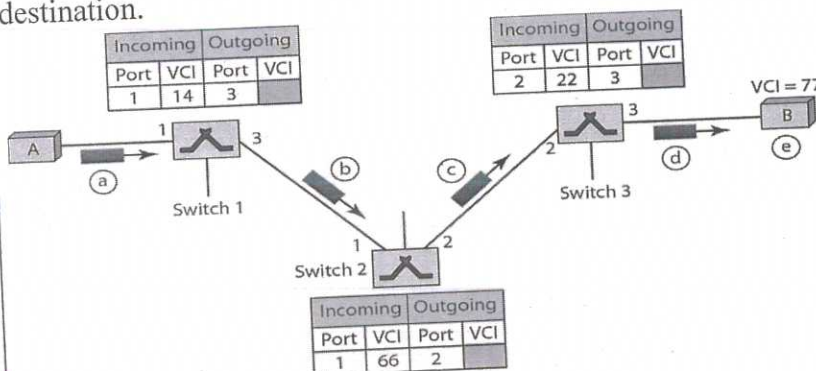 destination.
Incoming Outgoing
Port VCI Port VCI
1 14 3
Incoming Outgoing
Port VCI Port VCI
2 22 3
VCI = 77
A
1
3
a
Switch 1
b
c
2
3
Switch 3
d
B
e
1
2
Switch 2
Incoming Outgoing
Port VCI Port VCI
1 66 2